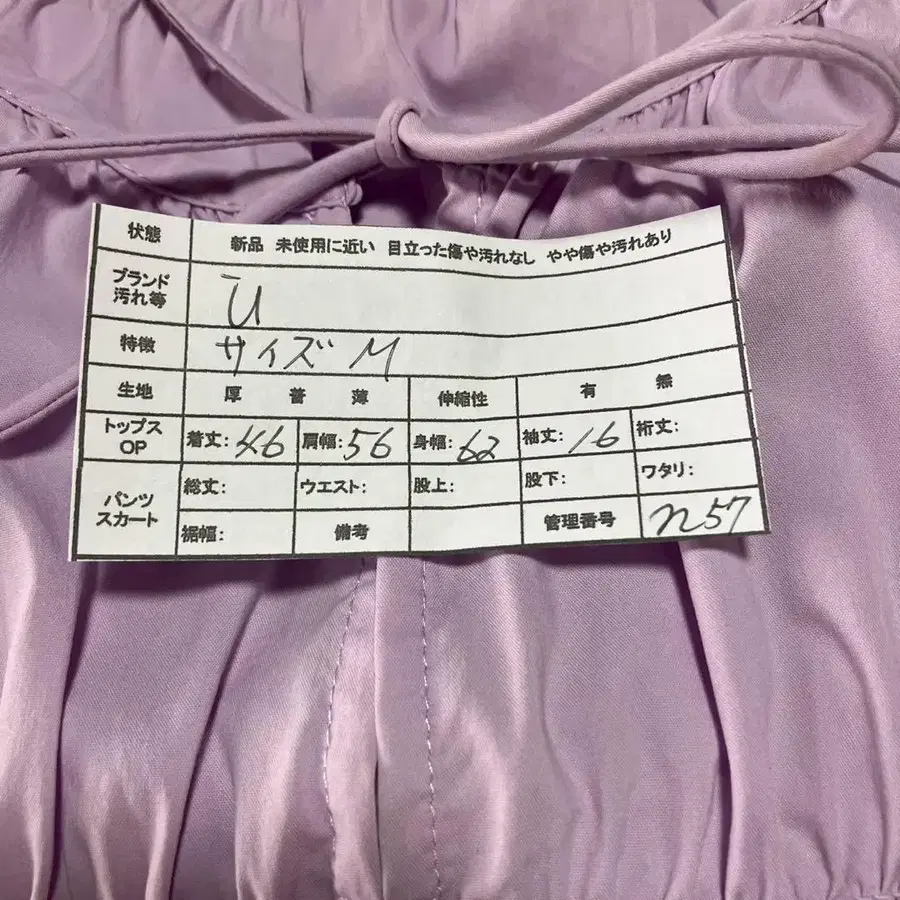 状態 新品 未使用に近い 目立った傷や汚れなし やや傷や汚れあり
ブランド
汚れ等 U
特徴 サイズ M
生地 厚 普 薄 伸縮性 有 無
トップス
OP 着丈:46 肩幅:56 身幅:62 袖丈:16 裄丈:
パンツ
スカート 総丈: ウエスト: 股上: 股下: ワタリ:
裾幅: 備考 管理番号 n57